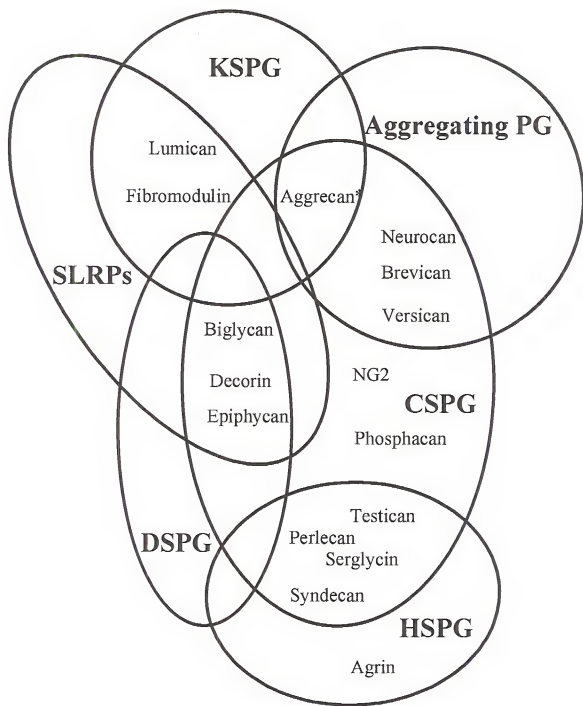 KSPG
Aggregating PG
Lumican
Fibromodulin
Aggrecan*
Neurocan
Brevican
Versican
SLRPs
Biglycan
Decorin
Epiphycan
NG2
CSPG
Phosphacan
Testican
Perlecan
Serglycin
Syndecan
DSPG
HSPG
Agrin